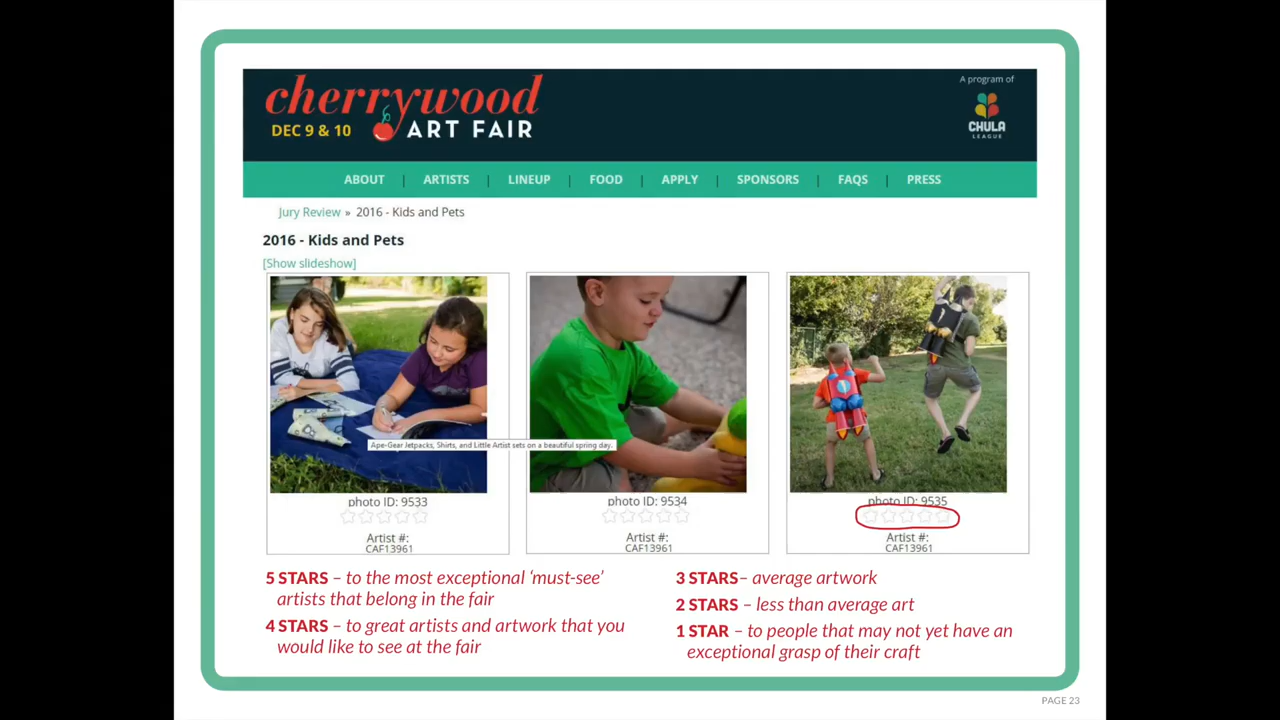 cherrywood
DEC 9 & 10
ART FAIR
A program of
CHULA
LEAGUE
ABOUT | ARTISTS | LINEUP | FOOD | APPLY | SPONSORS | FAQS | PRESS
Jury Review » 2016 - Kids and Pets
2016 - Kids and Pets
[Show slideshow]
Ape-Gear Jetpacks, Shirts, and Little Artist sets on a beautiful spring day.
photo ID: 9533
Artist #:
CAF13961
photo ID: 9534
Artist #:
CAF13961
photo ID: 9535
Artist #:
CAF13961
5 STARS – to the most exceptional ‘must-see’
artists that belong in the fair
4 STARS – to great artists and artwork that you
would like to see at the fair
3 STARS– average artwork
2 STARS – less than average art
1 STAR – to people that may not yet have an
exceptional grasp of their craft
PAGE 23